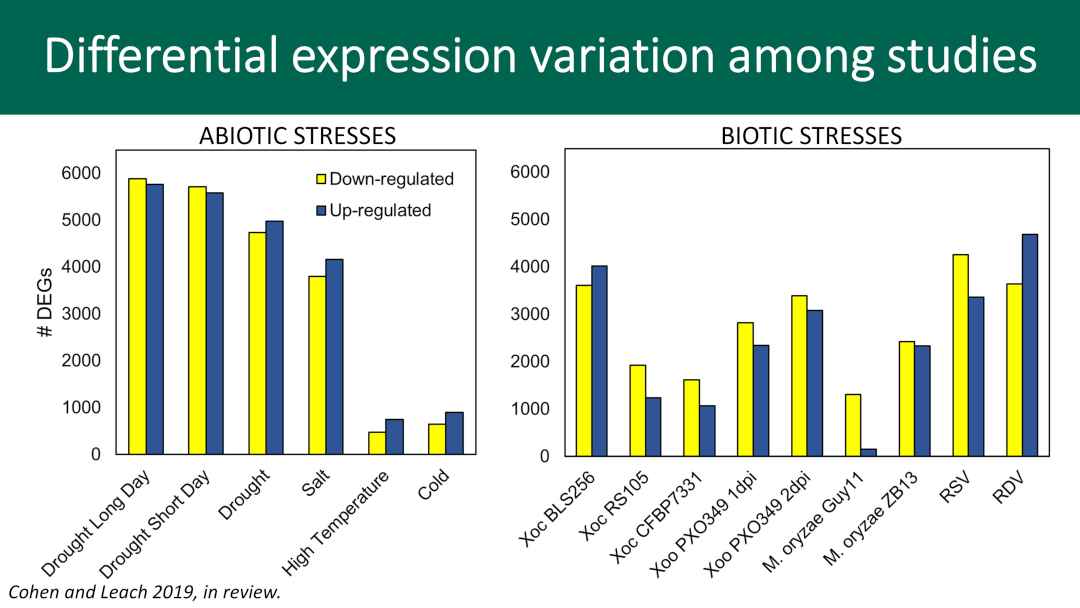 Differential expression variation among studies
ABIOTIC STRESSES
# DEGs
6000
5000
4000
3000
2000
1000
0
Down-regulated
Up-regulated
Drought Long Day
Drought Short Day
Drought
Salt
High Temperature
Cold
BIOTIC STRESSES
6000
5000
4000
3000
2000
1000
0
Xoc BLS256
Xoc RS105
Xoc CFBP7331
Xoo PXO349 1dpi
Xoo PXO349 2dpi
M. oryzae Guy11
M. oryzae ZB13
RSV
RDV
Cohen and Leach 2019, in review.